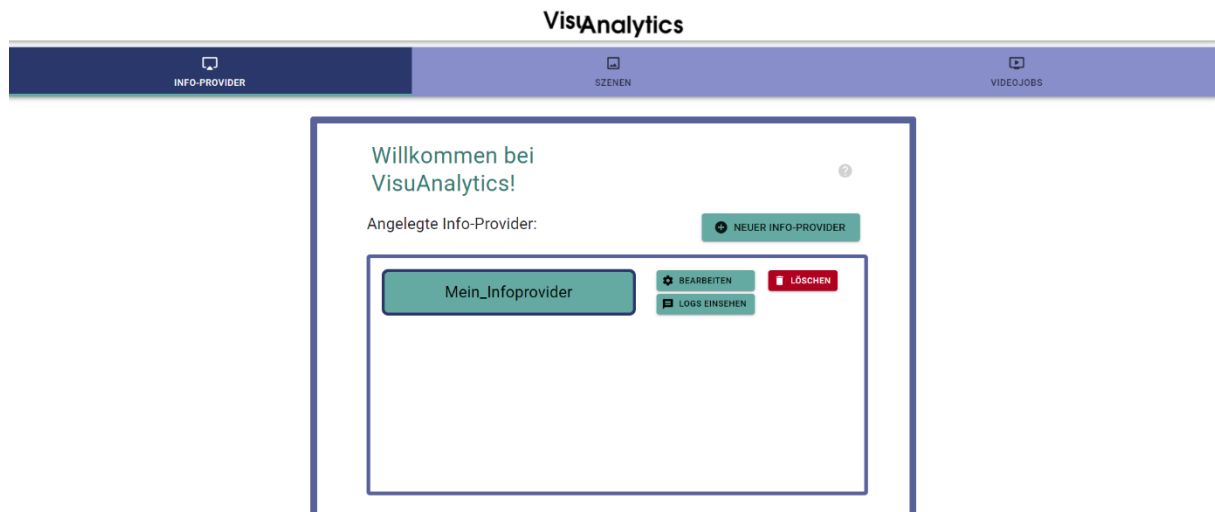 VisuAnalytics
INFO-PROVIDER
SZENEN
VIDEOJOBS
Willkommen bei
VisuAnalytics!
Angelegte Info-Provider:
NEUER INFO-PROVIDER
Mein_Infoprovider
BEARBEITEN
LÖSCHEN
LOGS EINSEHEN